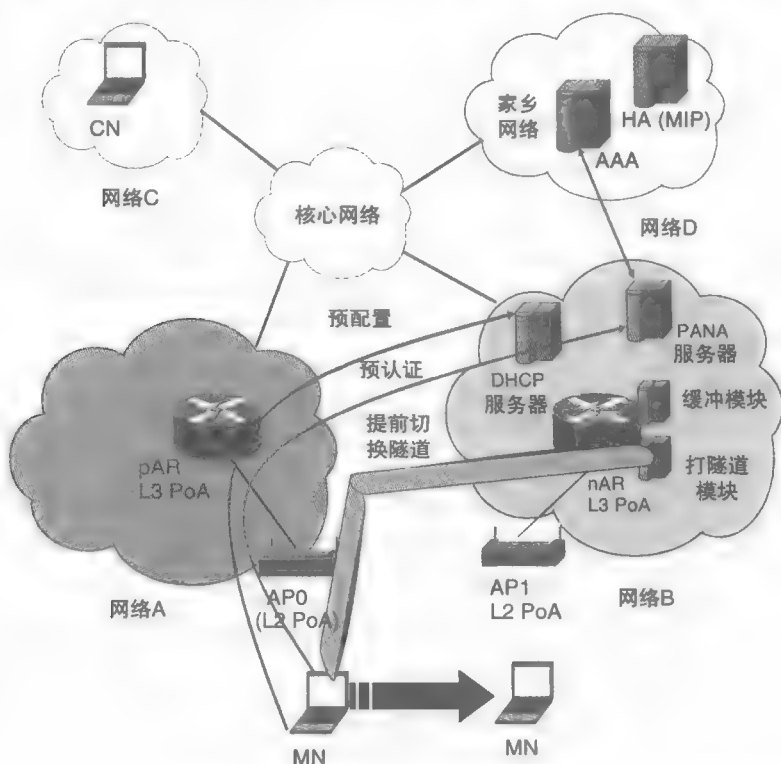 CN
网络C
家乡
网络
HA (MIP)
AAA
网络D
核心网络
预配置
预认证
提前切
换隧道
DHCP
服务器
PANA
服务器
缓冲模块
打隧道
模块
pAR
L3 PoA
nAR
L3 PoA
网络A
AP0
(L2 PoA)
AP1
L2 PoA
网络B
MN
MN